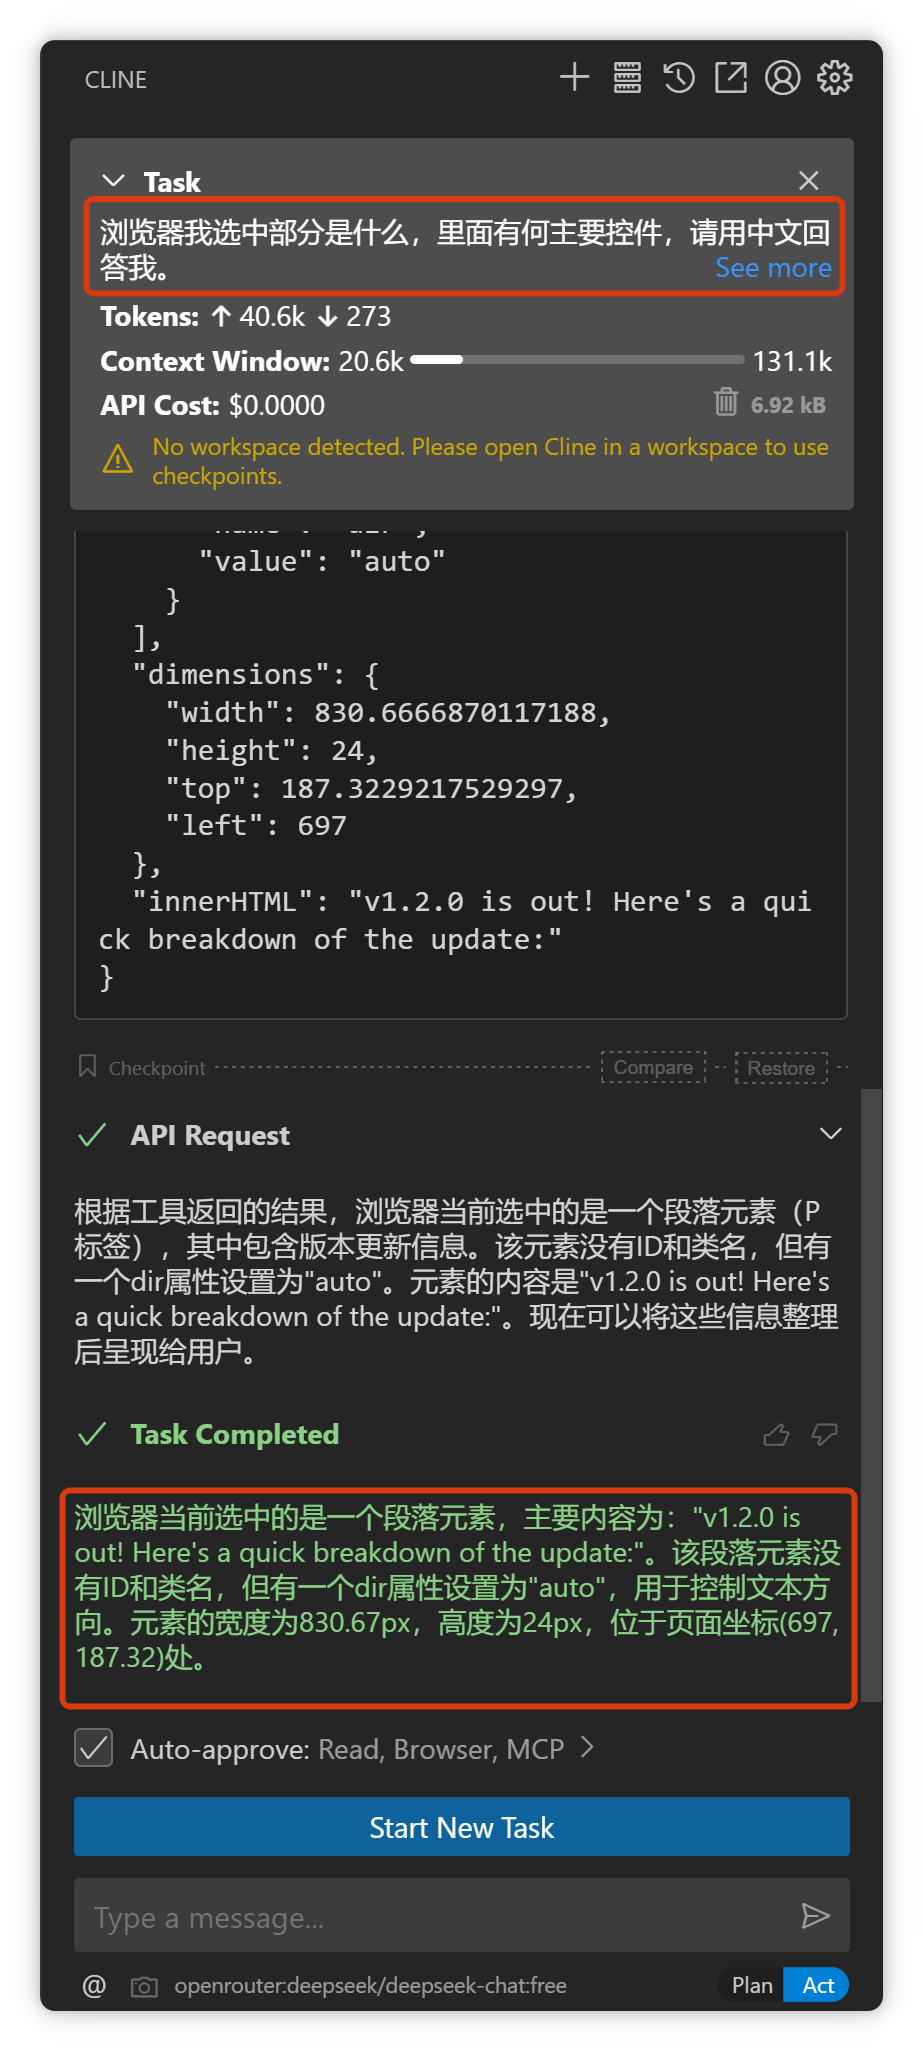 CLINE
Task
浏览器我选中部分是什么，里面有何主要控件，请用中文回
答我。
See more
Tokens: ↑ 40.6k ↓ 273
Context Window: 20.6k 131.1k
API Cost: $0.0000
6.92 kB
No workspace detected. Please open Cline in a workspace to use
checkpoints.
"value": "auto"
}
],
"dimensions": {
"width": 830.6666870117188,
"height": 24,
"top": 187.3229217529297,
"left": 697
},
"innerHTML": "v1.2.0 is out! Here's a qui
ck breakdown of the update:"
}
Checkpoint
Compare
Restore
API Request
根据工具返回的结果，浏览器当前选中的是一个段落元素（P
标签），其中包含版本更新信息。该元素没有ID和类名，但有
一个dir属性设置为"auto"。元素的内容是"v1.2.0 is out! Here's
a quick breakdown of the update:"。现在可以将这些信息整理
后呈现给用户。
Task Completed
浏览器当前选中的是一个段落元素，主要内容为："v1.2.0 is
out! Here's a quick breakdown of the update:"。该段落元素没
有ID和类名，但有一个dir属性设置为"auto"，用于控制文本方
向。元素的宽度为830.67px，高度为24px，位于页面坐标(697,
187.32)处。
Auto-approve: Read, Browser, MCP
Start New Task
Type a message...
@
openrouter:deepseek/deepseek-chat:free
Plan
Act